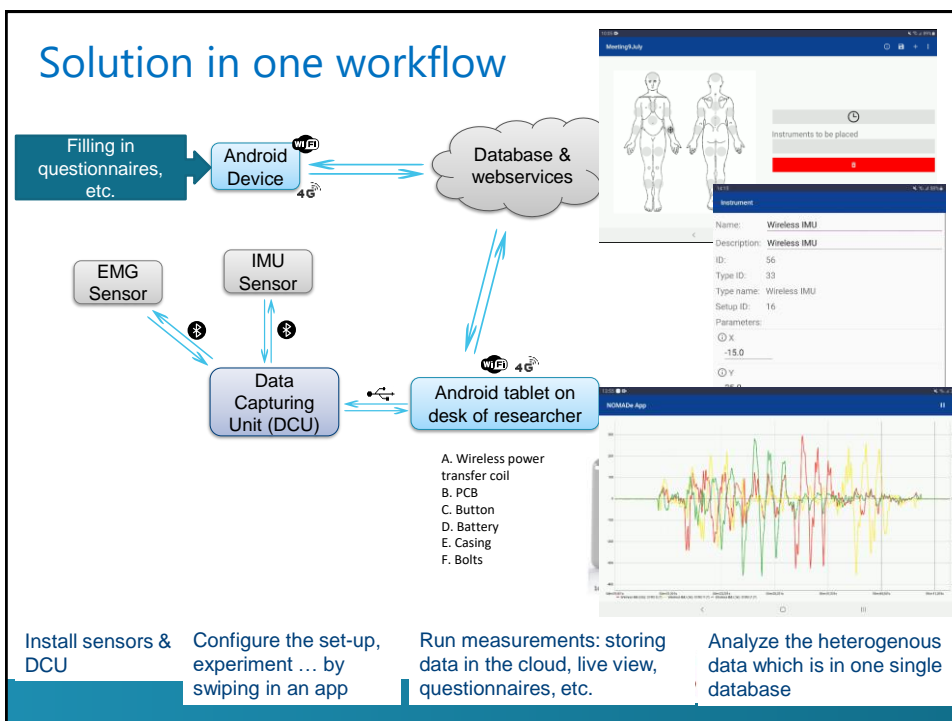 Solution in one workflow
Filling in
questionnaires,
etc.
Android
Device
WiFi
4G
Database &
webservices
EMG
Sensor
IMU
Sensor
Data
Capturing
Unit (DCU)
WiFi 4G
Android tablet on
desk of researcher
A. Wireless power
transfer coil
B. PCB
C. Button
D. Battery
E. Casing
F. Bolts
Meeting9July
Instruments to be placed
14:13
Instrument
Name: Wireless IMU
Description: Wireless IMU
ID: 56
Type ID: 33
Type name: Wireless IMU
Setup ID: 16
Parameters:
X
-15.0
Y
NOMADe App
Install sensors &
DCU
Configure the set-up,
experiment … by
swiping in an app
Run measurements: storing
data in the cloud, live view,
questionnaires, etc.
Analyze the heterogenous
data which is in one single
database